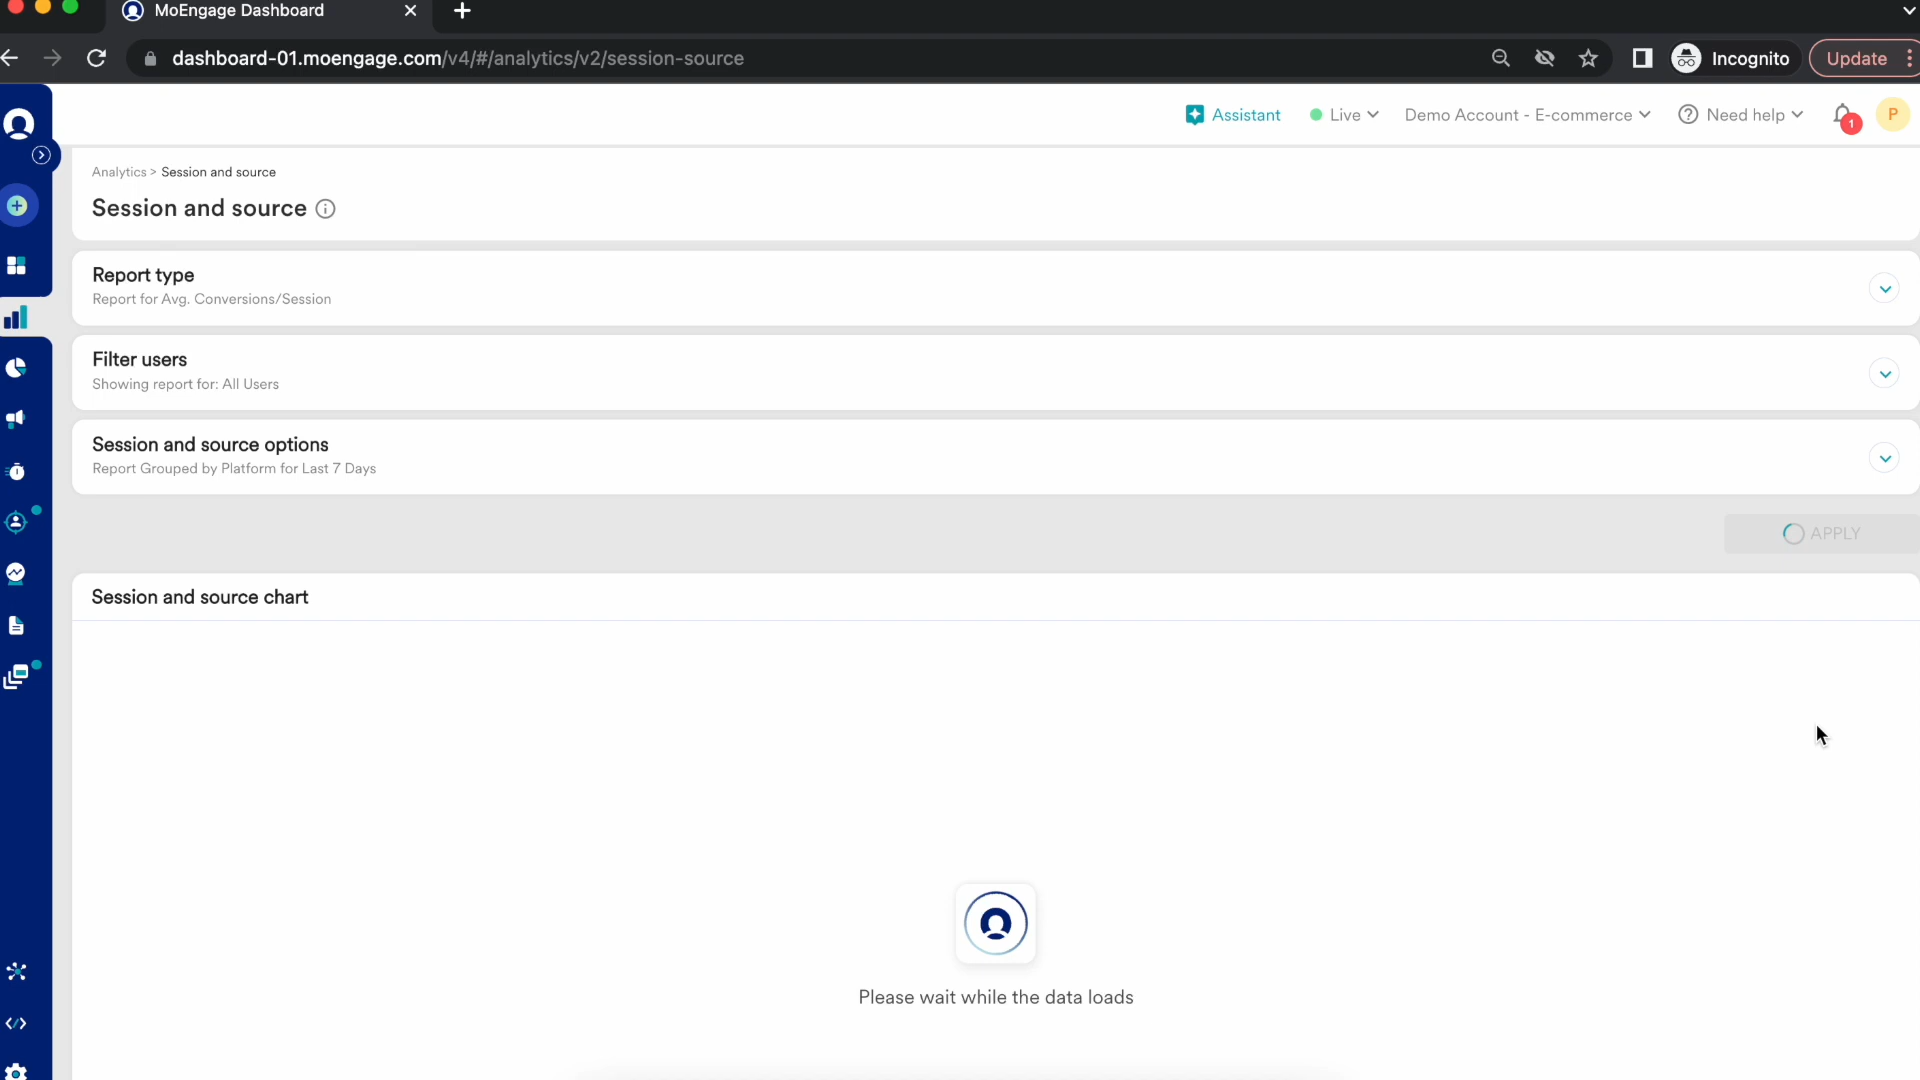 MoEngage Dashboard
dashboard-01.moengage.com/v4/#/analytics/v2/session-source
Incognito
Update
Assistant
Live
Demo Account - E-commerce
Need help
1
P
Analytics > Session and source
Session and source
Report type
Report for Avg. Conversions/Session
Filter users
Showing report for: All Users
Session and source options
Report Grouped by Platform for Last 7 Days
APPLY
Session and source chart
Please wait while the data loads